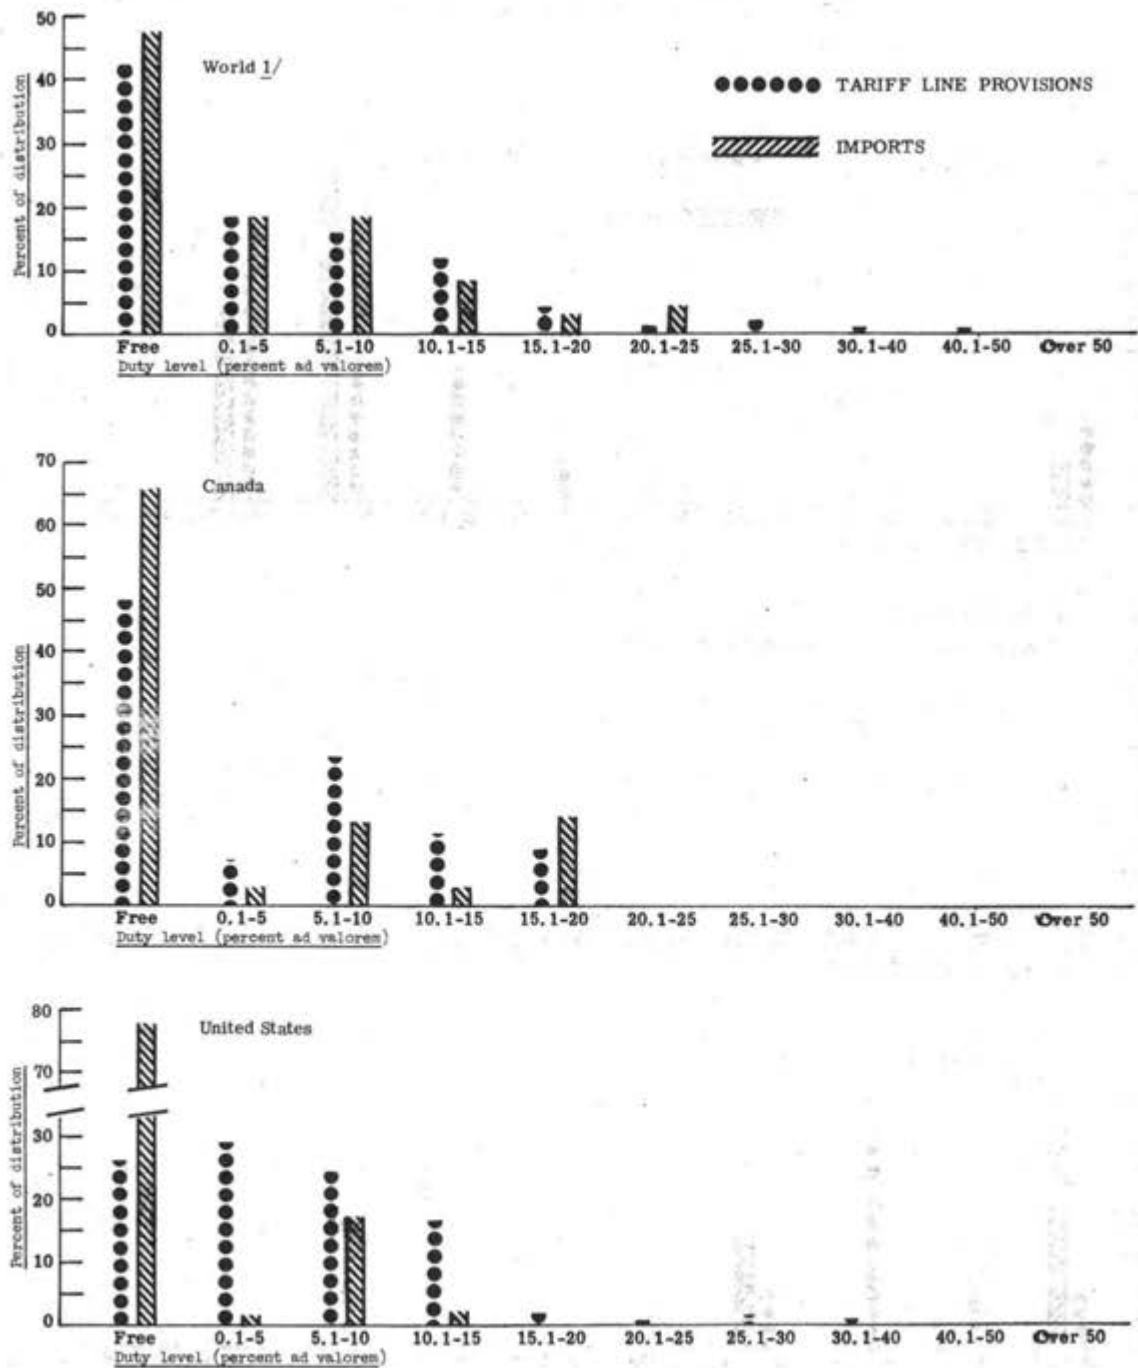 World 1/
TARIFF LINE PROVISIONS
IMPORTS
Percent of distribution
50
40
30
20
10
0
Free 0.1-5 5.1-10 10.1-15 15.1-20 20.1-25 25.1-30 30.1-40 40.1-50 Over 50
Duty level (percent ad valorem)
Canada
Percent of distribution
70
60
50
40
30
20
10
0
Free 0.1-5 5.1-10 10.1-15 15.1-20 20.1-25 25.1-30 30.1-40 40.1-50 Over 50
Duty level (percent ad valorem)
United States
Percent of distribution
80
70
30
20
10
0
Free 0.1-5 5.1-10 10.1-15 15.1-20 20.1-25 25.1-30 30.1-40 40.1-50 Over 50
Duty level (percent ad valorem)